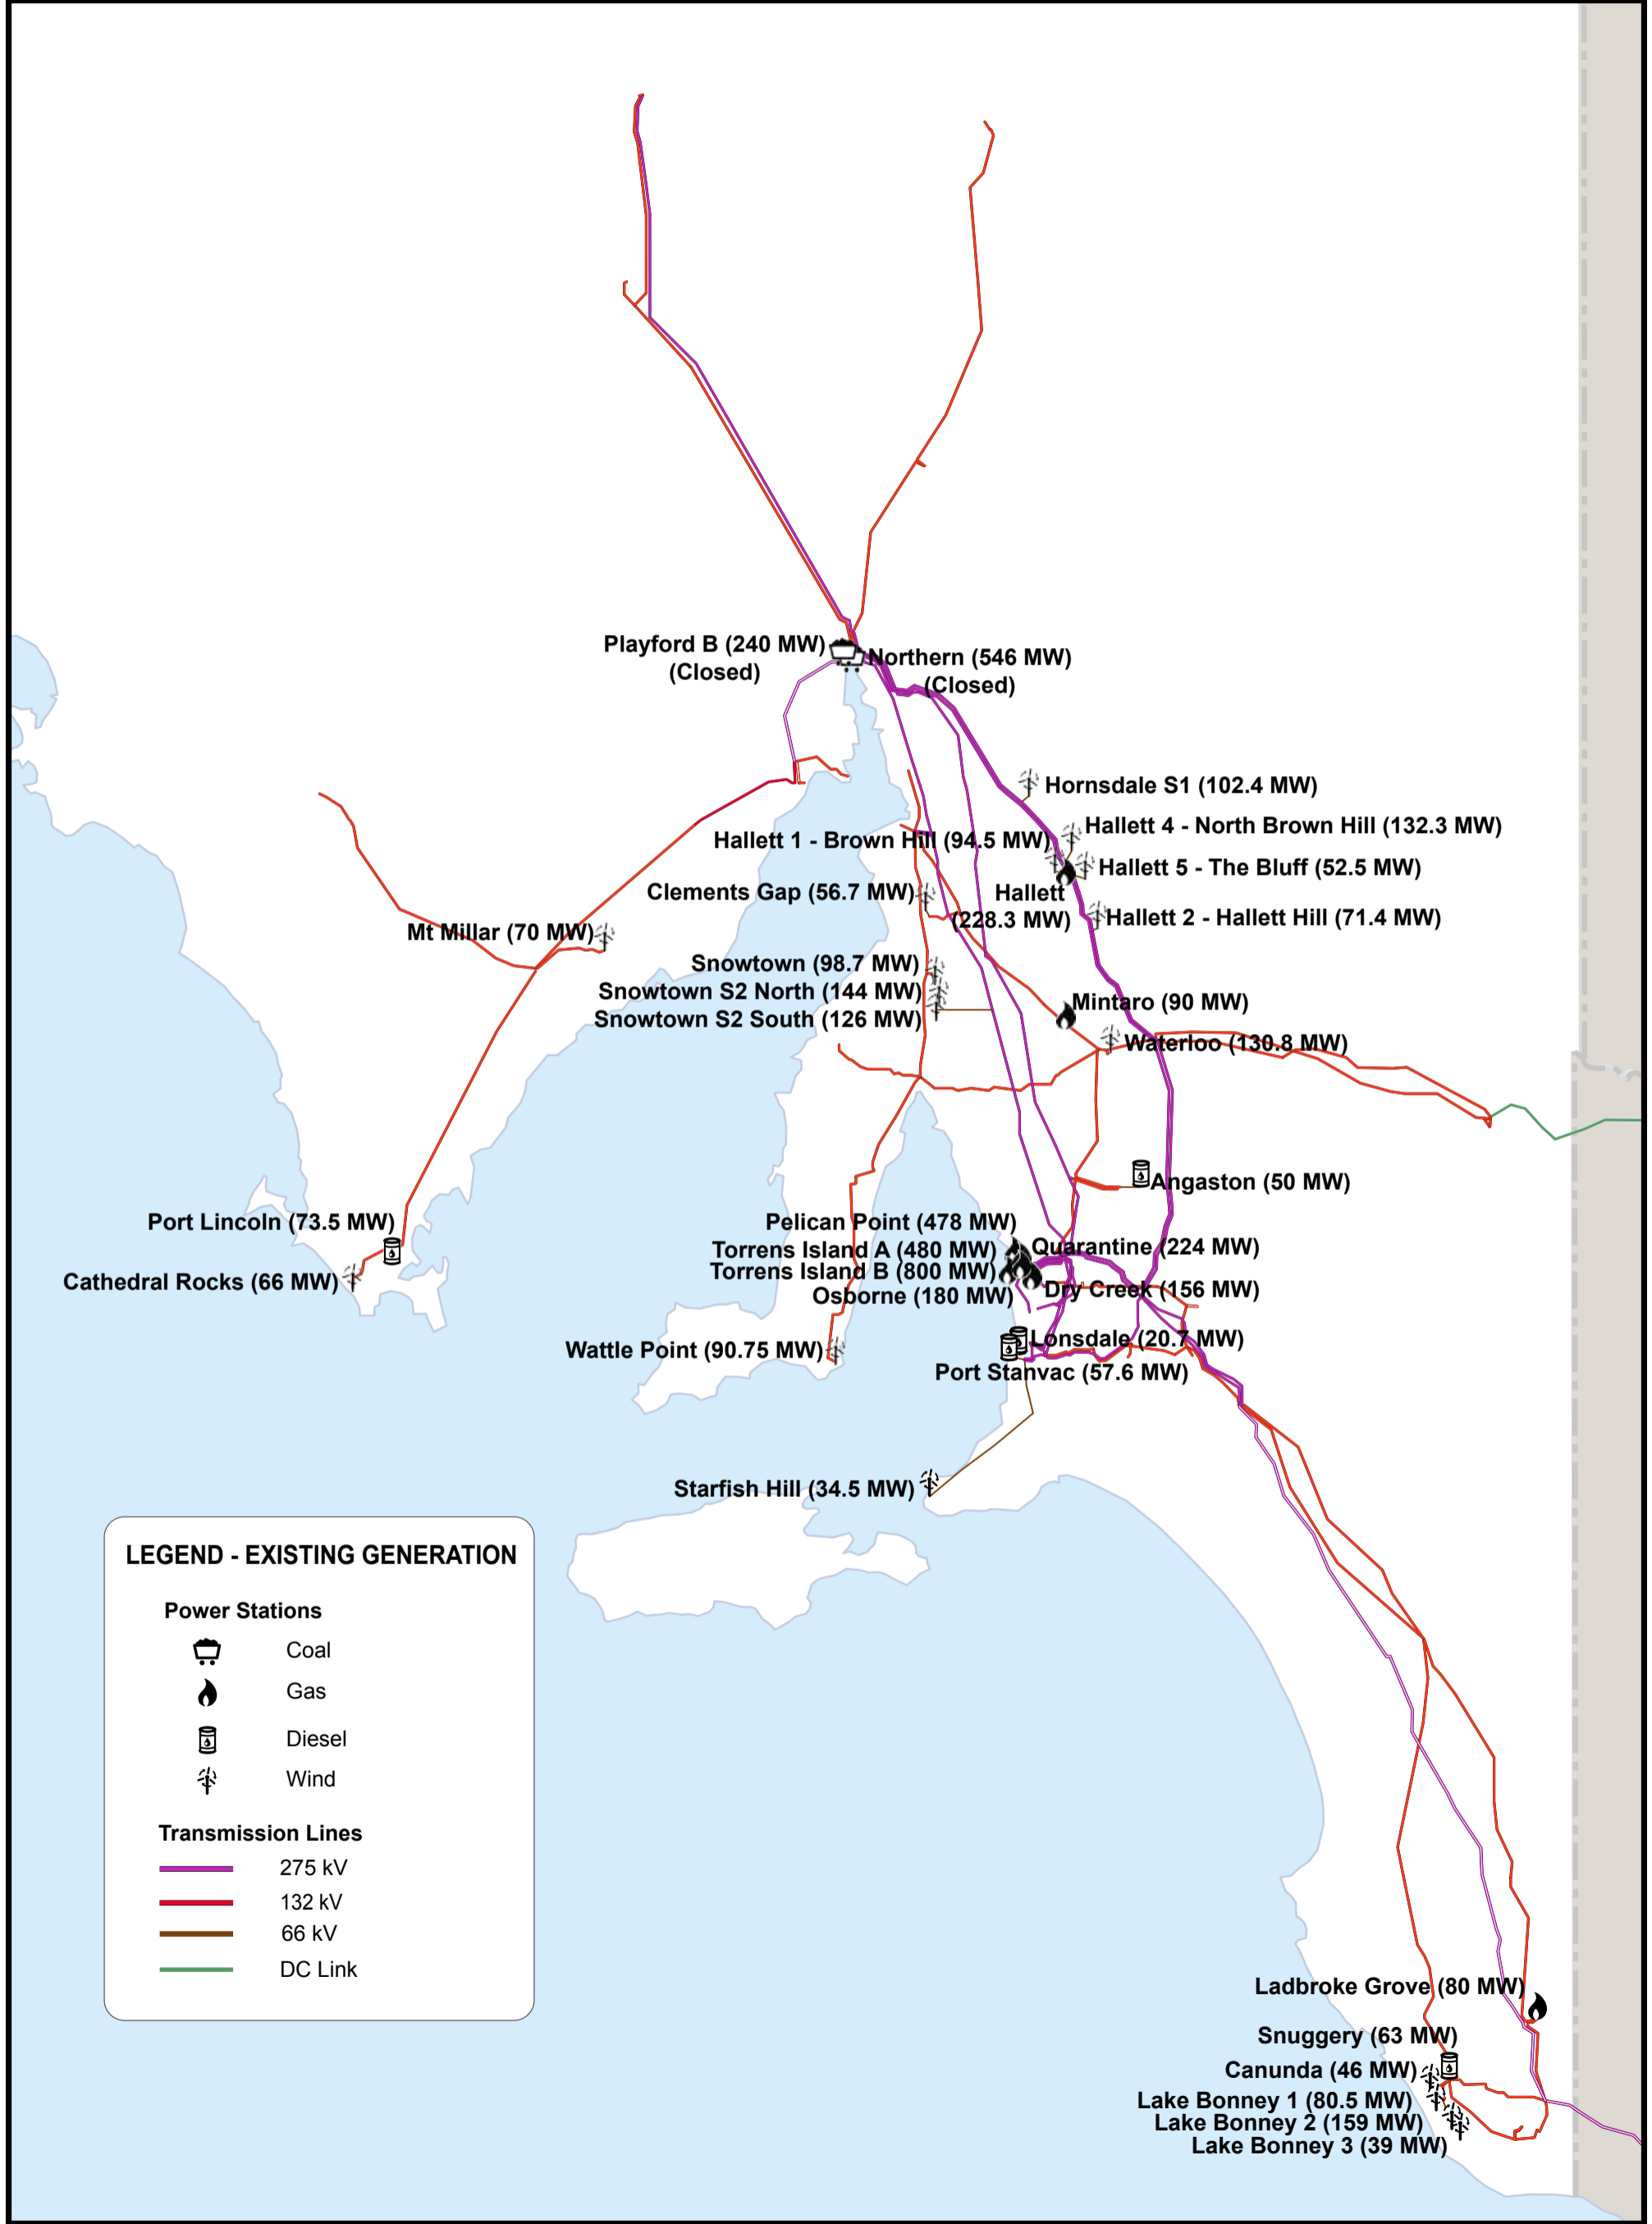 Playford B (240 MW)
(Closed)
Northern (546 MW)
(Closed)
Hornsdale S1 (102.4 MW)
Hallett 4 - North Brown Hill (132.3 MW)
Hallett 1 - Brown Hill (94.5 MW)
Hallett 5 - The Bluff (52.5 MW)
Clements Gap (56.7 MW)
Hallett
(228.3 MW)
Hallett 2 - Hallett Hill (71.4 MW)
Mt Millar (70 MW)
Snowtown (98.7 MW)
Snowtown S2 North (144 MW)
Snowtown S2 South (126 MW)
Mintaro (90 MW)
Waterloo (130.8 MW)
Angaston (50 MW)
Port Lincoln (73.5 MW)
Cathedral Rocks (66 MW)
Pelican Point (478 MW)
Torrens Island A (480 MW)
Quarantine (224 MW)
Torrens Island B (800 MW)
Osborne (180 MW)
Dry Creek (156 MW)
Wattle Point (90.75 MW)
Lonsdale (20.7 MW)
Port Stanvac (57.6 MW)
Starfish Hill (34.5 MW)
LEGEND - EXISTING GENERATION
Power Stations
Coal
Gas
Diesel
Wind
Transmission Lines
275 kV
132 kV
66 kV
DC Link
Ladbroke Grove (80 MW)
Snuggery (63 MW)
Canunda (46 MW)
Lake Bonney 1 (80.5 MW)
Lake Bonney 2 (159 MW)
Lake Bonney 3 (39 MW)